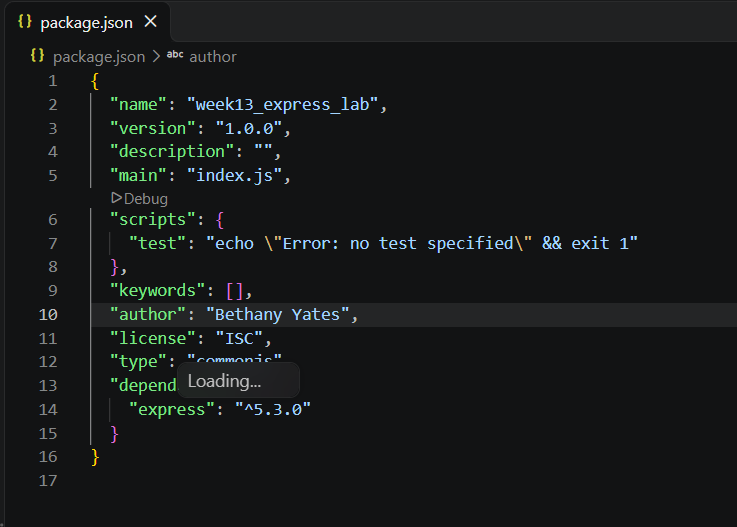 {} package.json ×
{} package.json > abc author
1 {
2 "name": "week13_express_lab",
3 "version": "1.0.0",
4 "description": "",
5 "main": "index.js",
Debug
6 "scripts": {
7 "test": "echo \"Error: no test specified\" && exit 1"
8 },
9 "keywords": [],
10 "author": "Bethany Yates",
11 "license": "ISC",
12 "type": "commonjs"
13 "depend
Loading...
14 "express": "^5.3.0"
15 }
16 }
17